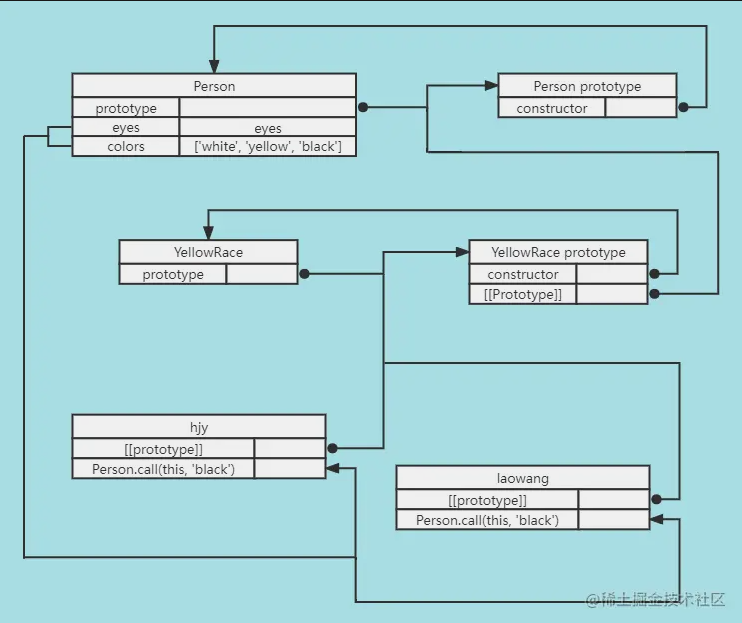 Person
prototype
eyes eyes
colors ['white', 'yellow', 'black']
Person prototype
constructor
YellowRace
prototype
YellowRace prototype
constructor
[[Prototype]]
hjy
[[prototype]]
Person.call(this, 'black')
laowang
[[prototype]]
Person.call(this, 'black')
@稀土掘金技术社区